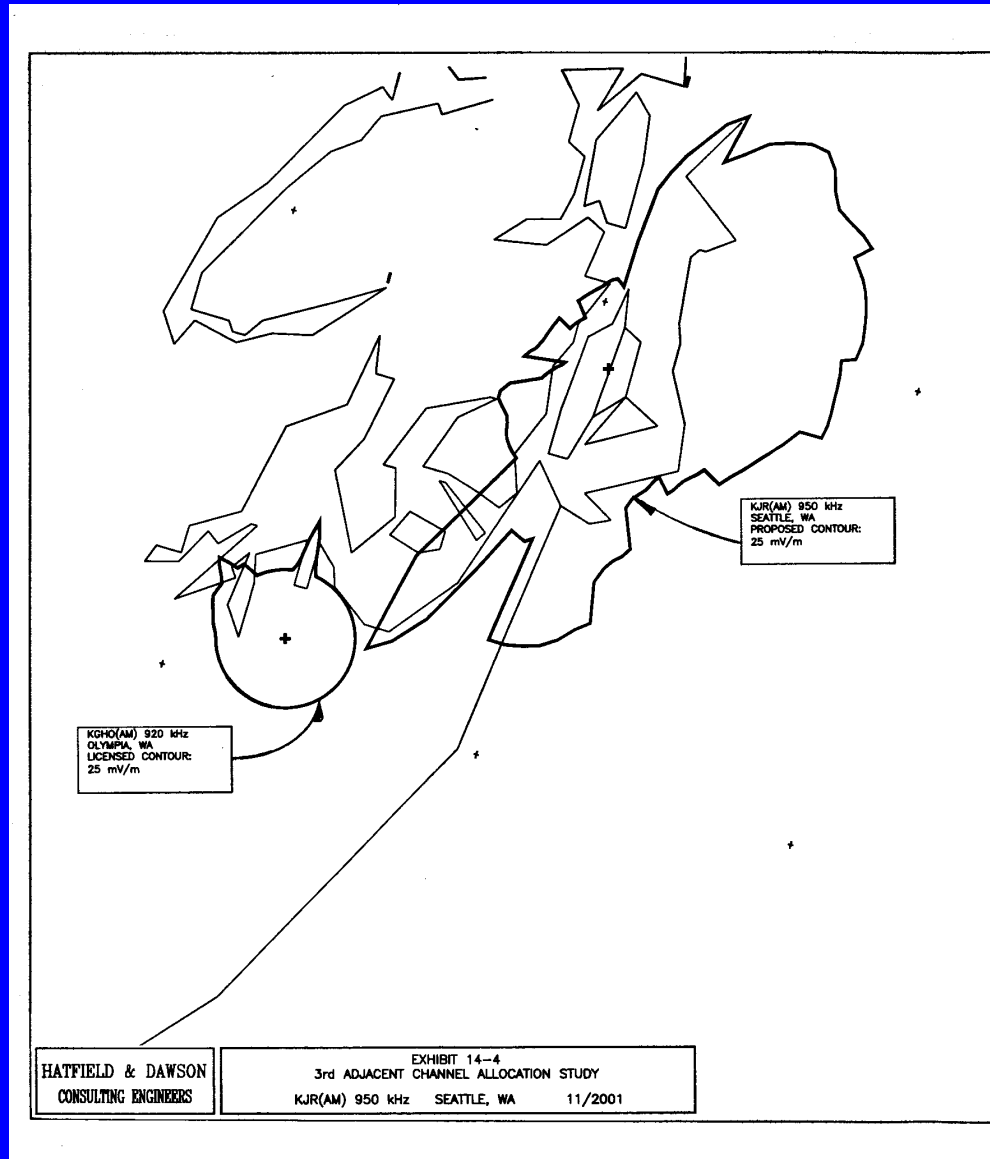 KJR(AM) 950 kHz
SEATTLE, WA
PROPOSED CONTOUR:
25 mV/m
KGHO(AM) 920 kHz
OLYMPIA, WA
LICENSED CONTOUR:
25 mV/m
HATFIELD & DAWSON
CONSULTING ENGINEERS
EXHIBIT 14-4
3rd ADJACENT CHANNEL ALLOCATION STUDY
KJR(AM) 950 kHz SEATTLE, WA 11/2001